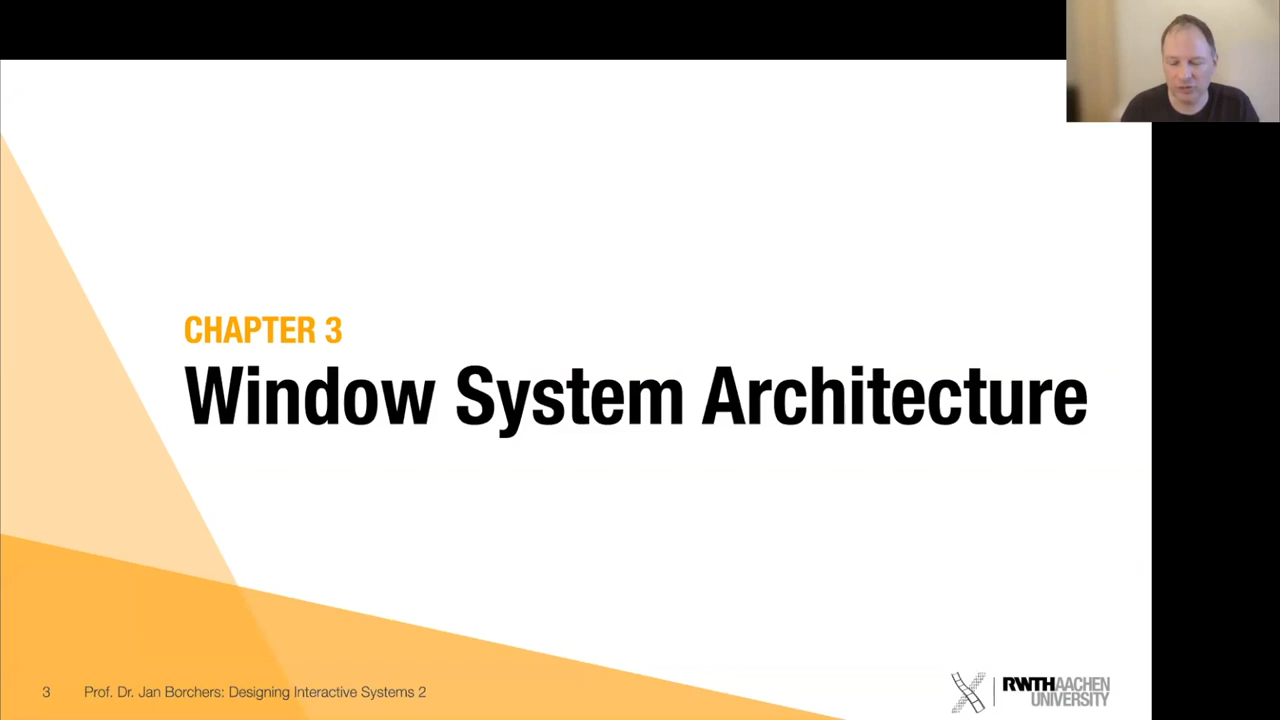 CHAPTER 3
Window System Architecture
3 Prof. Dr. Jan Borchers: Designing Interactive Systems 2
RWTHAACHEN
UNIVERSITY